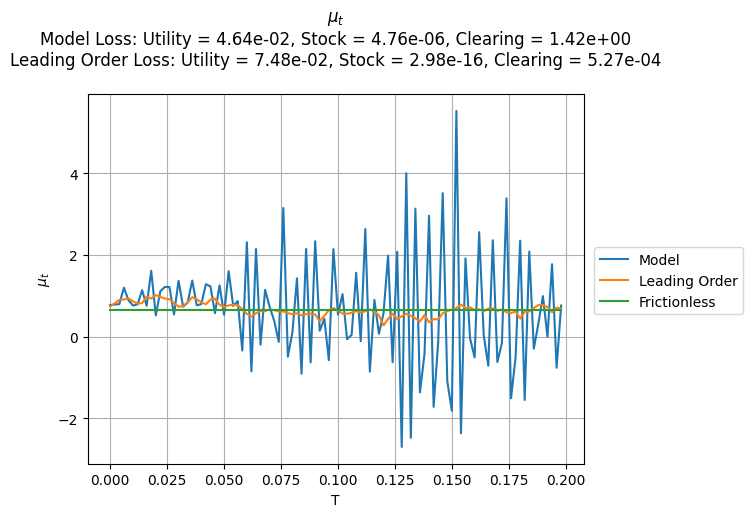 μt
Model Loss: Utility = 4.64e-02, Stock = 4.76e-06, Clearing = 1.42e+00
Leading Order Loss: Utility = 7.48e-02, Stock = 2.98e-16, Clearing = 5.27e-04
4
2
0
−2
μt
0.000 0.025 0.050 0.075 0.100 0.125 0.150 0.175 0.200
T
Model
Leading Order
Frictionless